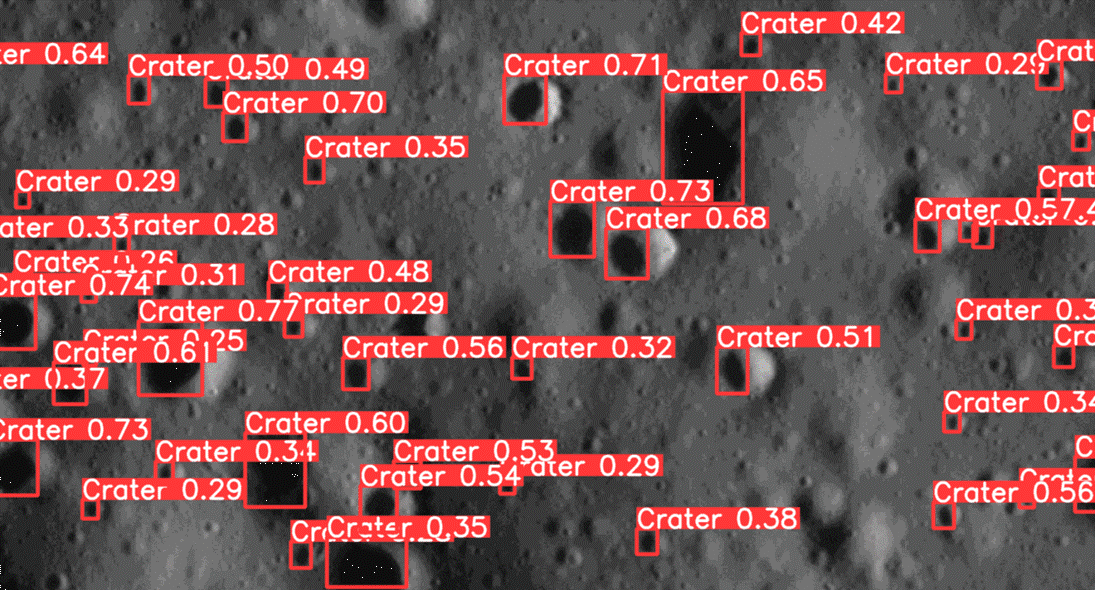 Crater 0.42
0.64
Crater 0.50
0.49
Crater 0.71
Crater 0.29
Crater 0.65
Crater 0.70
Crater 0.35
Crater 0.29
Crater 0.73
Crater 0.57
Crater 0.68
0.33
rater 0.28
0.31
Crater 0.48
0.74
Crater 0.77
Crater 0.29
Crater 0.51
Crater 0.56
Crater 0.32
Crater 0.61
0.37
Crater 0.34
Crater 0.60
Crater 0.73
Crater 0.34
Crater 0.53
0.29
Crater 0.54
Crater 0.29
Crater 0.56
Crater 0.38
Crater 0.35